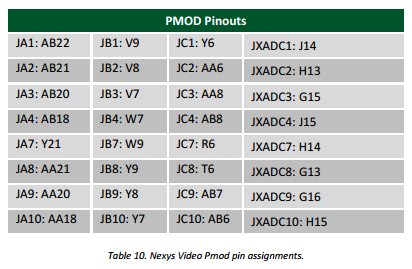 PMOD Pinouts
JA1: AB22 JB1: V9 JC1: Y6 JXADC1: J14
JA2: AB21 JB2: V8 JC2: AA6 JXADC2: H13
JA3: AB20 JB3: V7 JC3: AA8 JXADC3: G15
JA4: AB18 JB4: W7 JC4: AB8 JXADC4: J15
JA7: Y21 JB7: W9 JC7: R6 JXADC7: H14
JA8: AA21 JB8: Y9 JC8: T6 JXADC8: G13
JA9: AA20 JB9: Y8 JC9: AB7 JXADC9: G16
JA10: AA18 JB10: Y7 JC10: AB6 JXADC10: H15
Table 10. Nexys Video Pmod pin assignments.